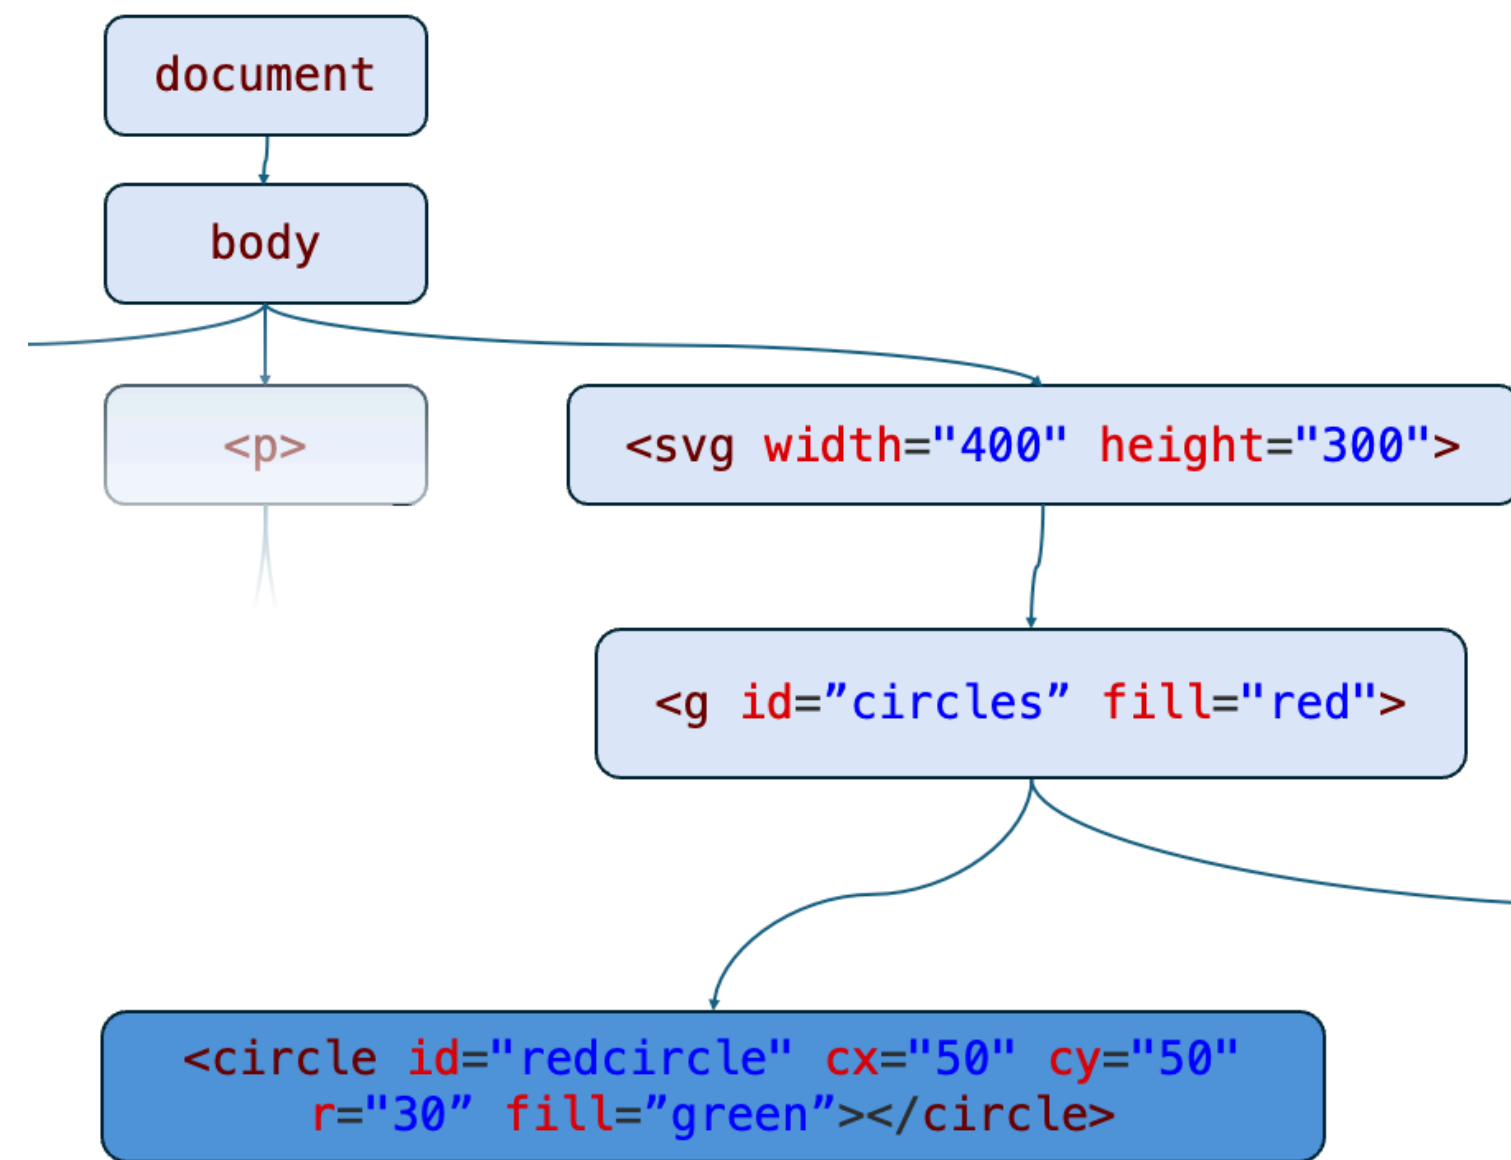 document
body
<p>
<svg width="400" height="300">
<g id=”circles” fill="red">
<circle id="redcircle" cx="50" cy="50"
r="30” fill=”green”></circle>